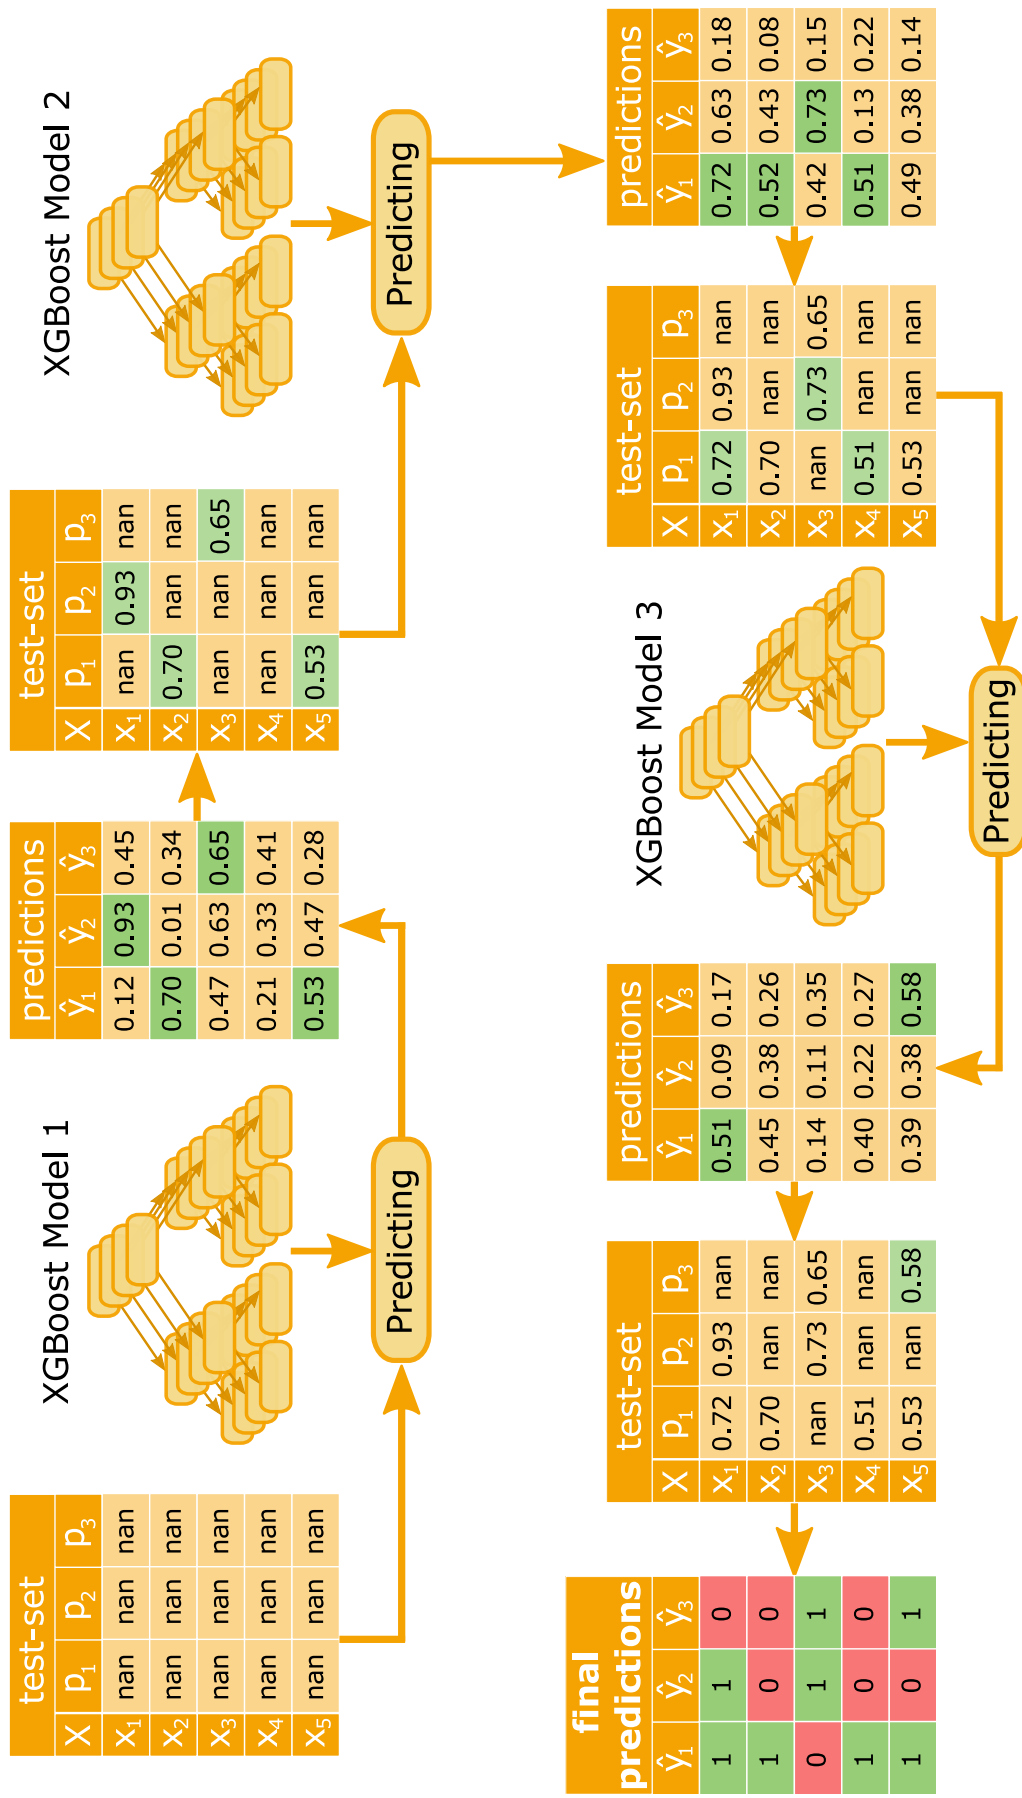 test-set
X p₁ p₂ p₃
X₁ nan nan nan
X₂ nan nan nan
X₃ nan nan nan
X₄ nan nan nan
X₅ nan nan nan
XGBoost Model 1
Predicting
predictions
ŷ₁ ŷ₂ ŷ₃
0.12 0.93 0.45
0.70 0.01 0.34
0.47 0.63 0.65
0.21 0.33 0.41
0.53 0.47 0.28
test-set
X p₁ p₂ p₃
X₁ nan 0.93 nan
X₂ 0.70 nan nan
X₃ nan nan 0.65
X₄ nan nan nan
X₅ 0.53 nan nan
XGBoost Model 2
Predicting
predictions
ŷ₁ ŷ₂ ŷ₃
0.72 0.63 0.18
0.52 0.43 0.08
0.42 0.73 0.15
0.51 0.13 0.22
0.49 0.38 0.14
test-set
X p₁ p₂ p₃
X₁ 0.72 0.93 nan
X₂ 0.70 nan nan
X₃ nan 0.73 0.65
X₄ 0.51 nan nan
X₅ 0.53 nan nan
XGBoost Model 3
Predicting
predictions
ŷ₁ ŷ₂ ŷ₃
0.51 0.09 0.17
0.45 0.38 0.26
0.14 0.11 0.35
0.40 0.22 0.27
0.39 0.38 0.58
test-set
X p₁ p₂ p₃
X₁ 0.72 0.93 nan
X₂ 0.70 nan nan
X₃ nan 0.73 0.65
X₄ 0.51 nan nan
X₅ 0.53 nan 0.58
final
predictions
ŷ₁ ŷ₂ ŷ₃
1 1 0
1 0 0
0 1 1
1 0 0
1 0 1